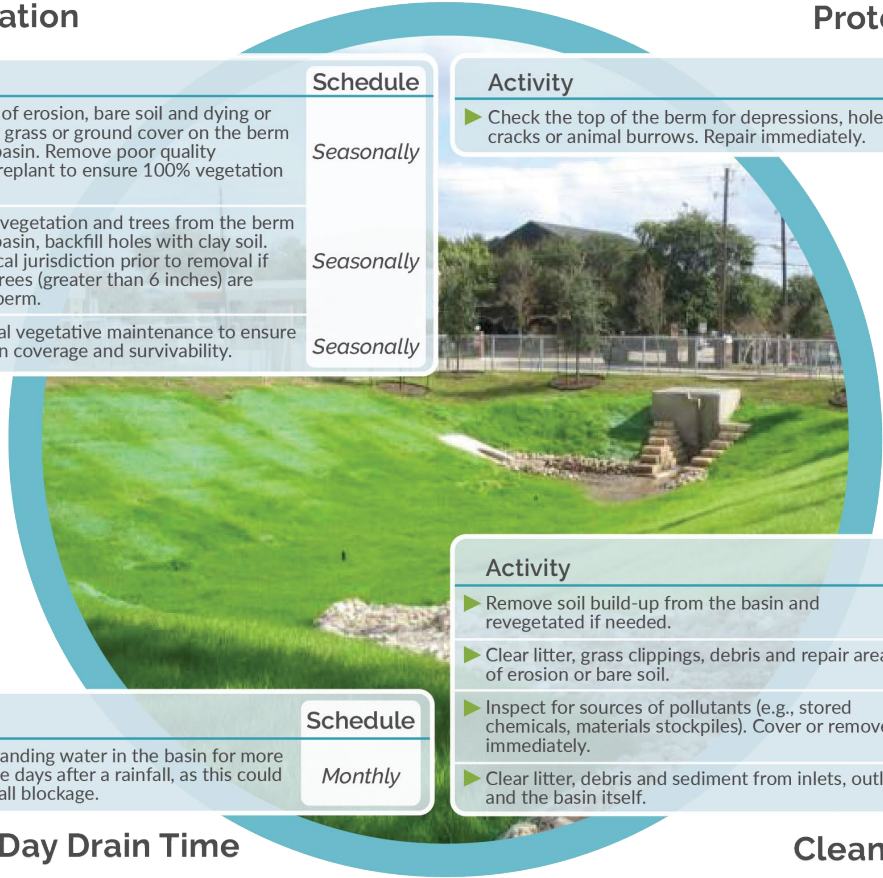 ation
Schedule
of erosion, bare soil and dying or
grass or ground cover on the berm
basin. Remove poor quality
replant to ensure 100% vegetation
Seasonally
vegetation and trees from the berm
basin, backfill holes with clay soil.
cal jurisdiction prior to removal if
trees (greater than 6 inches) are
berm.
Seasonally
al vegetative maintenance to ensure
n coverage and survivability.
Seasonally
Prote
Activity
▶ Check the top of the berm for depressions, hole
cracks or animal burrows. Repair immediately.
Schedule
anding water in the basin for more
e days after a rainfall, as this could
all blockage.
Monthly
Day Drain Time
Activity
▶ Remove soil build-up from the basin and
revegetated if needed.
▶ Clear litter, grass clippings, debris and repair area
of erosion or bare soil.
▶ Inspect for sources of pollutants (e.g., stored
chemicals, materials stockpiles). Cover or remove
immediately.
▶ Clear litter, debris and sediment from inlets, outl
and the basin itself.
Clean